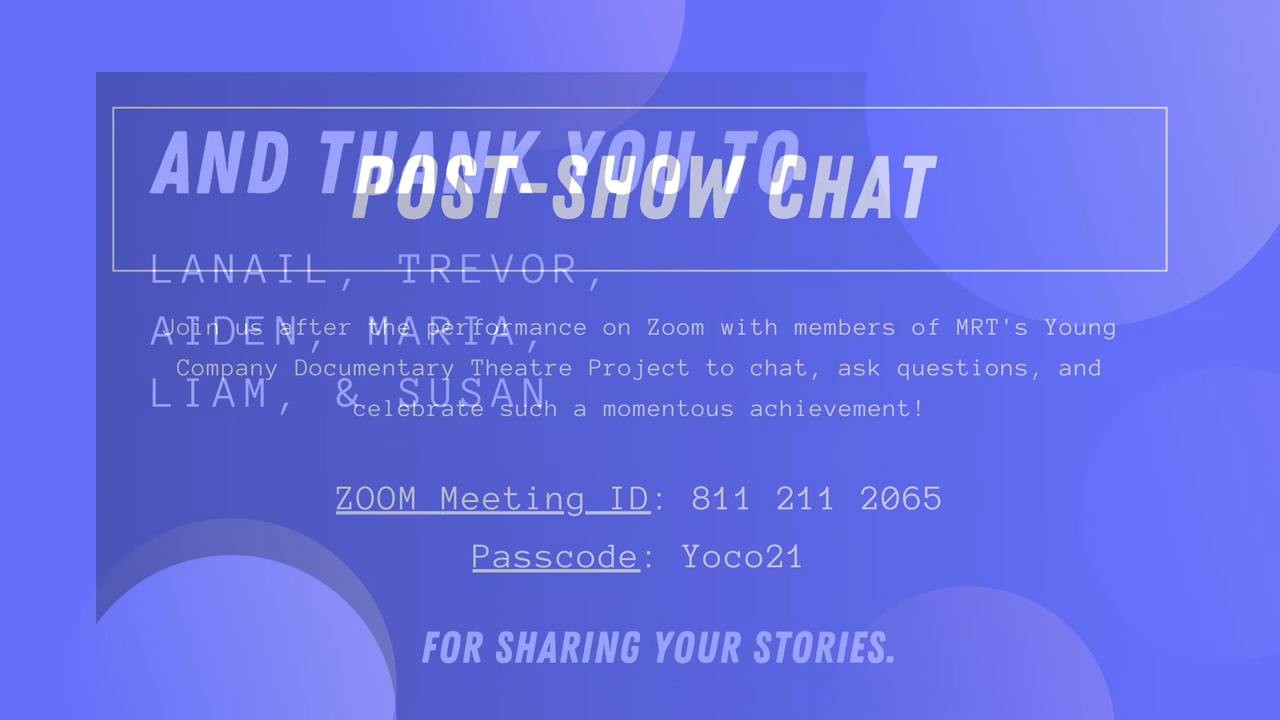 AND THANK YOU TO
POST-SHOW CHAT
LANAIL, TREVOR,
AIDEN, MARIA,
LIAM, & SUSAN
Join us after the performance on Zoom with members of MRT's Young
Company Documentary Theatre Project to chat, ask questions, and
celebrate such a momentous achievement!
ZOOM Meeting ID: 811 211 2065
Passcode: Yoco21
FOR SHARING YOUR STORIES.